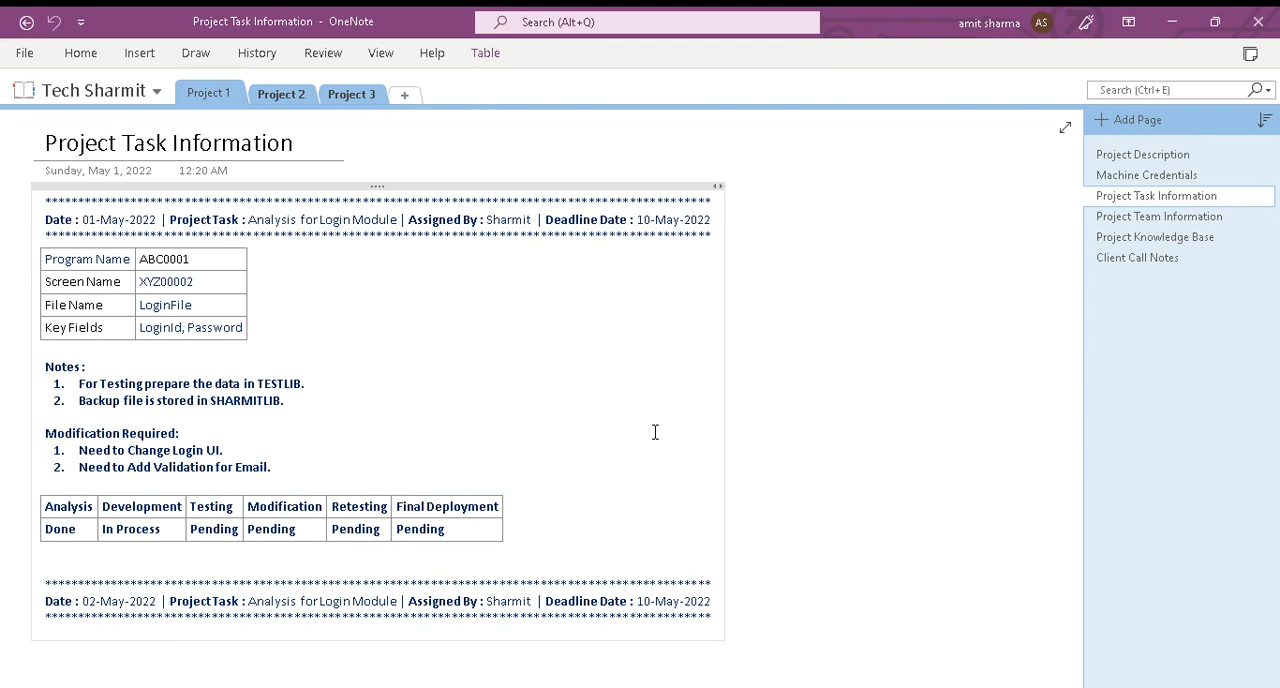 Project Task Information - OneNote
Search (Alt+Q)
amit sharma AS
File Home Insert Draw History Review View Help Table
Tech Sharmit Project 1 Project 2 Project 3 +
Search (Ctrl+E)
Add Page
Project Description
Machine Credentials
Project Task Information
Project Team Information
Project Knowledge Base
Client Call Notes
Project Task Information
Sunday, May 1, 2022 12:20 AM
*****************************************************************************************************
Date : 01-May-2022 | Project Task : Analysis for Login Module | Assigned By : Sharmit | Deadline Date : 10-May-2022
*****************************************************************************************************
Program Name ABC0001
Screen Name XYZ00002
File Name LoginFile
Key Fields LoginId, Password
Notes :
1. For Testing prepare the data in TESTLIB.
2. Backup file is stored in SHARMITLIB.
Modification Required:
1. Need to Change Login UI.
2. Need to Add Validation for Email.
Analysis Development Testing Modification Retesting Final Deployment
Done In Process Pending Pending Pending Pending
*****************************************************************************************************
Date : 02-May-2022 | Project Task : Analysis for Login Module | Assigned By : Sharmit | Deadline Date : 10-May-2022
*****************************************************************************************************